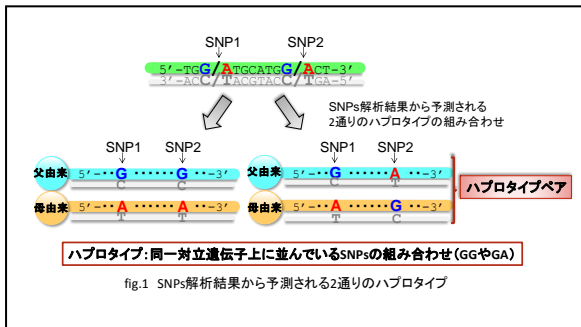 SNP1 SNP2
5′-TGG/ATGCATGG/ACT-3′
3′-ACC/TACGTACC/TGA-5′
SNPs解析結果から予測される
2通りのハプロタイプの組み合わせ
SNP1 SNP2
父由来 5′-··G······G··-3′
C C
母由来 5′-··A······A··-3′
T T
SNP1 SNP2
父由来 5′-··G······A··-3′
C T
母由来 5′-··A······G··-3′
T C
ハプロタイプペア
ハプロタイプ：同一対立遺伝子上に並んでいるSNPsの組み合わせ(GGやGA)
fig.1 SNPs解析結果から予測される2通りのハプロタイプ